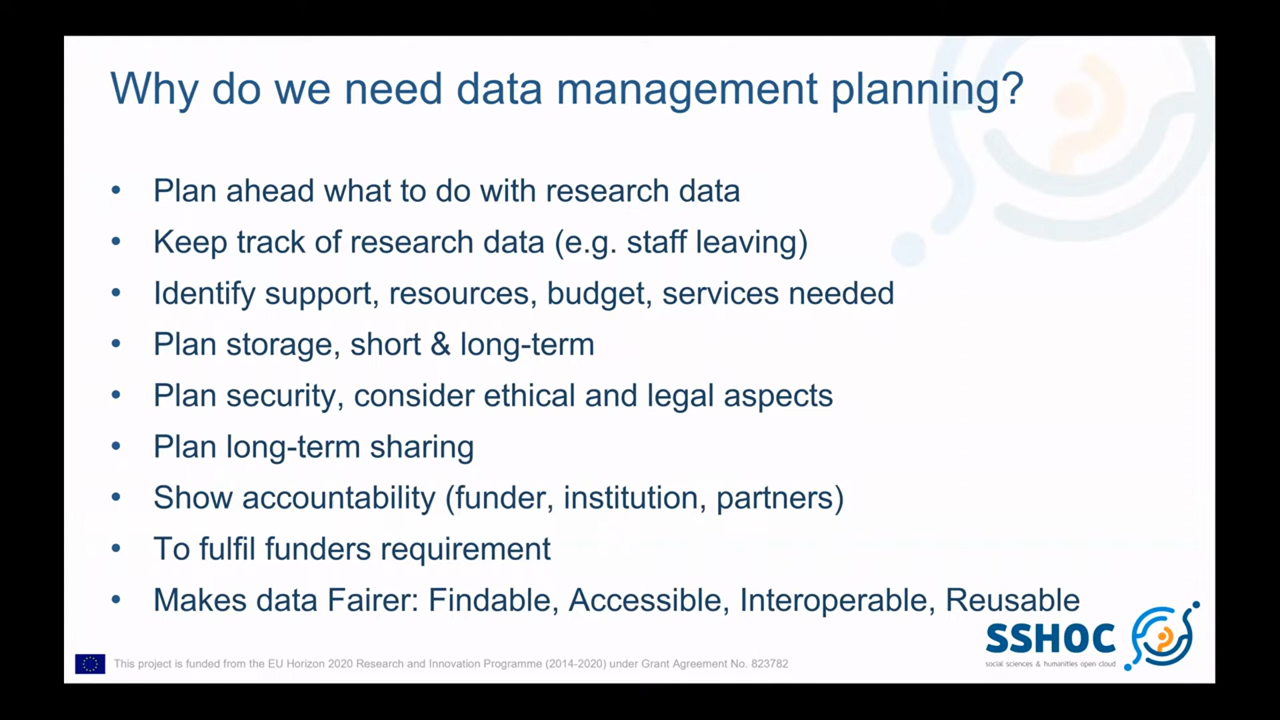 Why do we need data management planning?
• Plan ahead what to do with research data
• Keep track of research data (e.g. staff leaving)
• Identify support, resources, budget, services needed
• Plan storage, short & long-term
• Plan security, consider ethical and legal aspects
• Plan long-term sharing
• Show accountability (funder, institution, partners)
• To fulfil funders requirement
• Makes data Fairer: Findable, Accessible, Interoperable, Reusable
SSHOC
social sciences & humanities open cloud
This project is funded from the EU Horizon 2020 Research and Innovation Programme (2014-2020) under Grant Agreement No. 823782